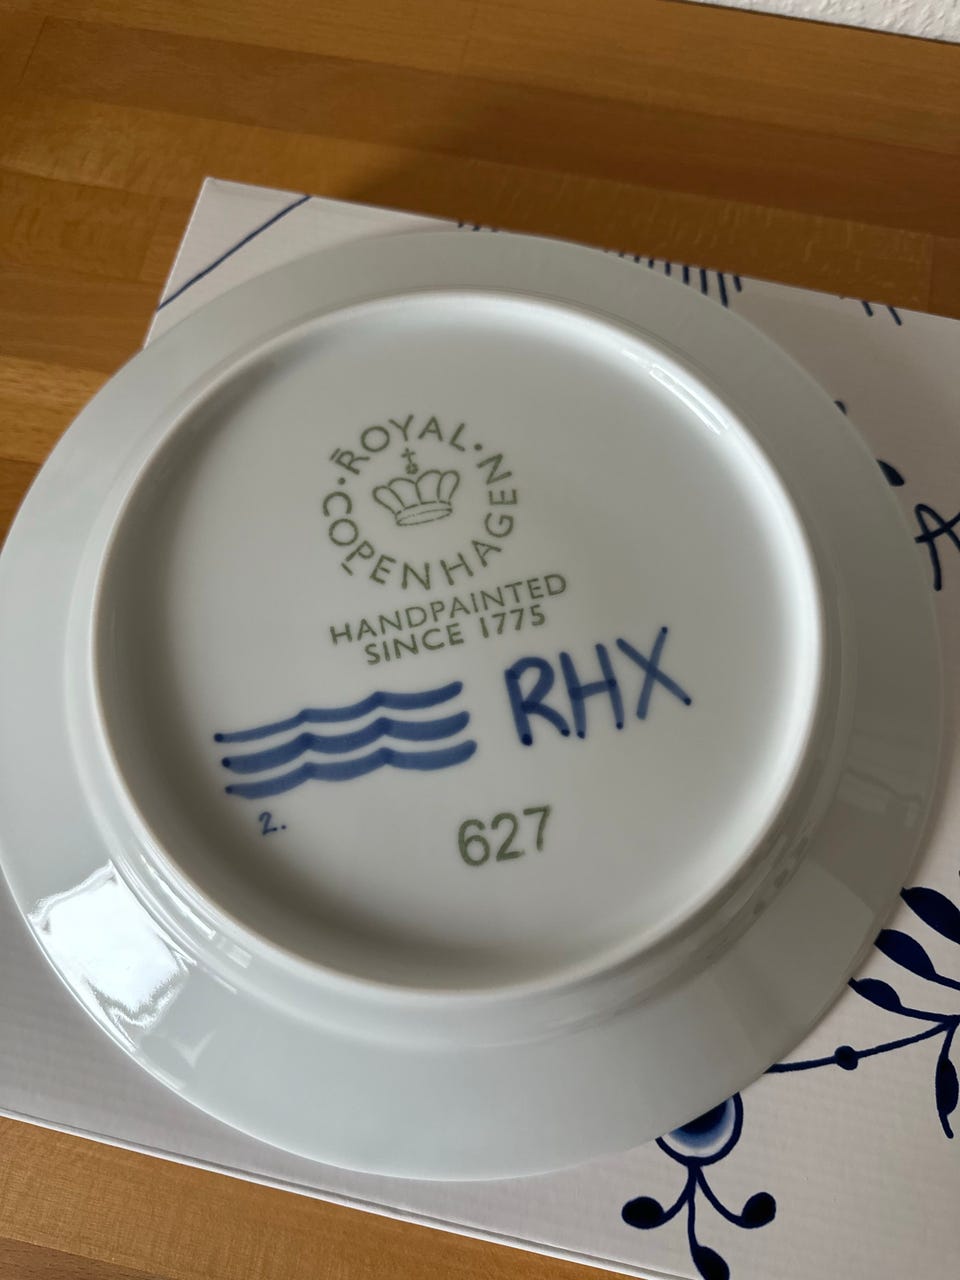 ROYAL
COPENHAGEN
HANDPAINTED
SINCE 1775
RHX
2.
627
A